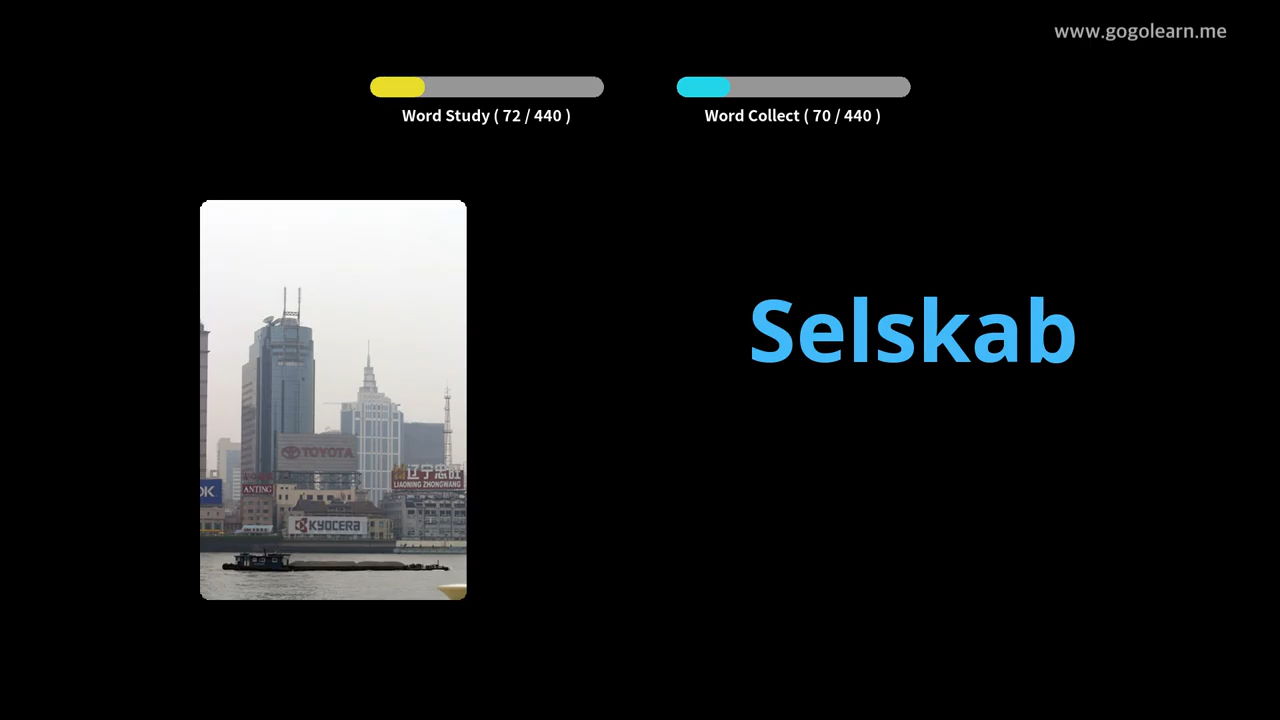 www.gogolearn.me
Word Study ( 72 / 440 )
Word Collect ( 70 / 440 )
Selskab
TOYOTA
辽宁忠旺
LIAONING ZHONGWANG
OK
ANTING
KYOCERA